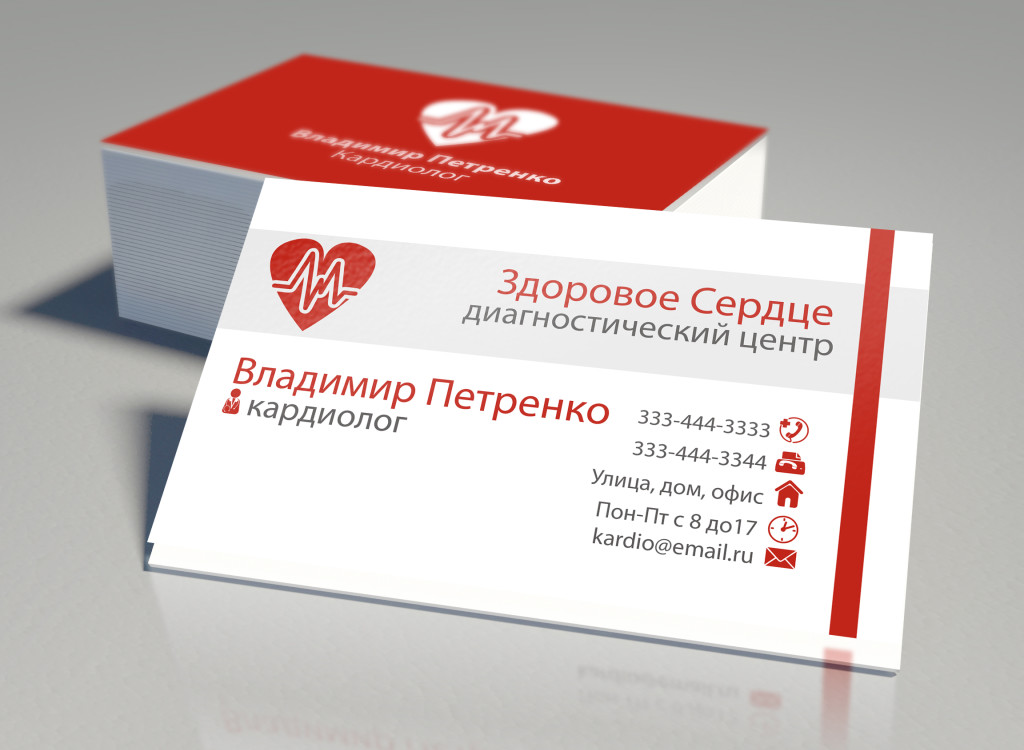 Владимир Петренко
Кардиолог
Здоровое Сердце
диагностический центр
Владимир Петренко
кардиолог
333-444-3333
333-444-3344
Улица, дом, офис
Пон-Пт с 8 до17
kardio@email.ru